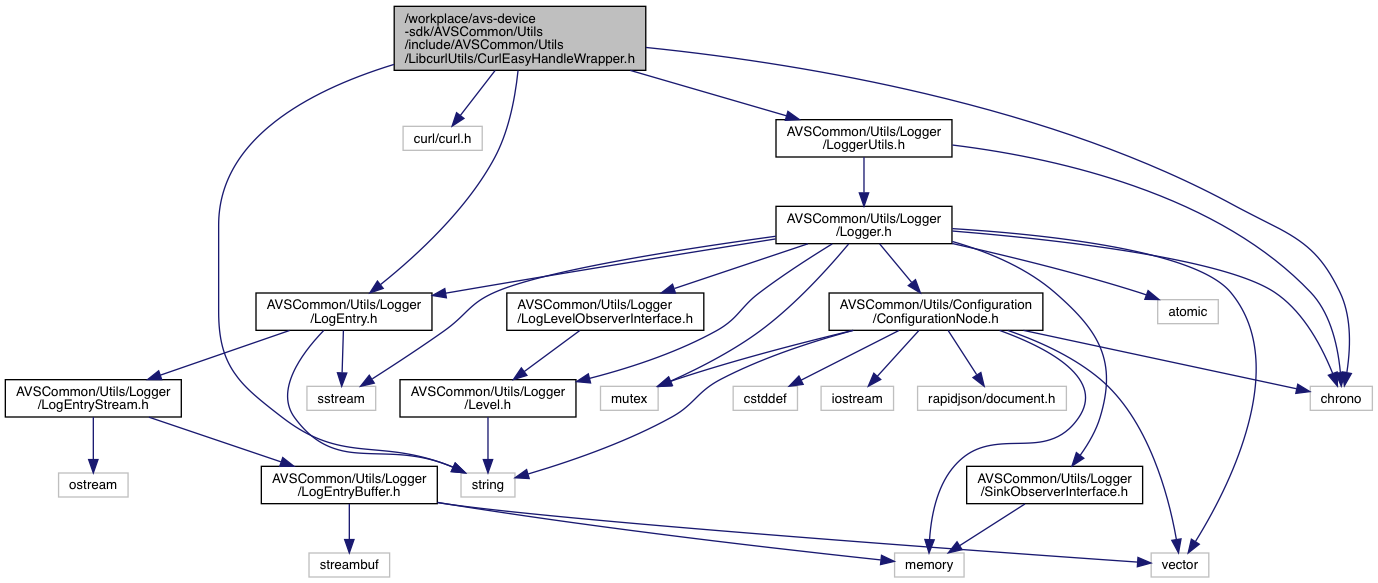 /workplace/avs-device
-sdk/AVSCommon/Utils
/include/AVSCommon/Utils
/LibcurlUtils/CurlEasyHandleWrapper.h
curl/curl.h
AVSCommon/Utils/Logger
/LoggerUtils.h
AVSCommon/Utils/Logger
/Logger.h
AVSCommon/Utils/Logger
/LogEntry.h
AVSCommon/Utils/Logger
/LogLevelObserverInterface.h
AVSCommon/Utils/Configuration
/ConfigurationNode.h
atomic
AVSCommon/Utils/Logger
/LogEntryStream.h
sstream
AVSCommon/Utils/Logger
/Level.h
mutex
cstddef
iostream
rapidjson/document.h
chrono
ostream
AVSCommon/Utils/Logger
/LogEntryBuffer.h
string
AVSCommon/Utils/Logger
/SinkObserverInterface.h
streambuf
memory
vector